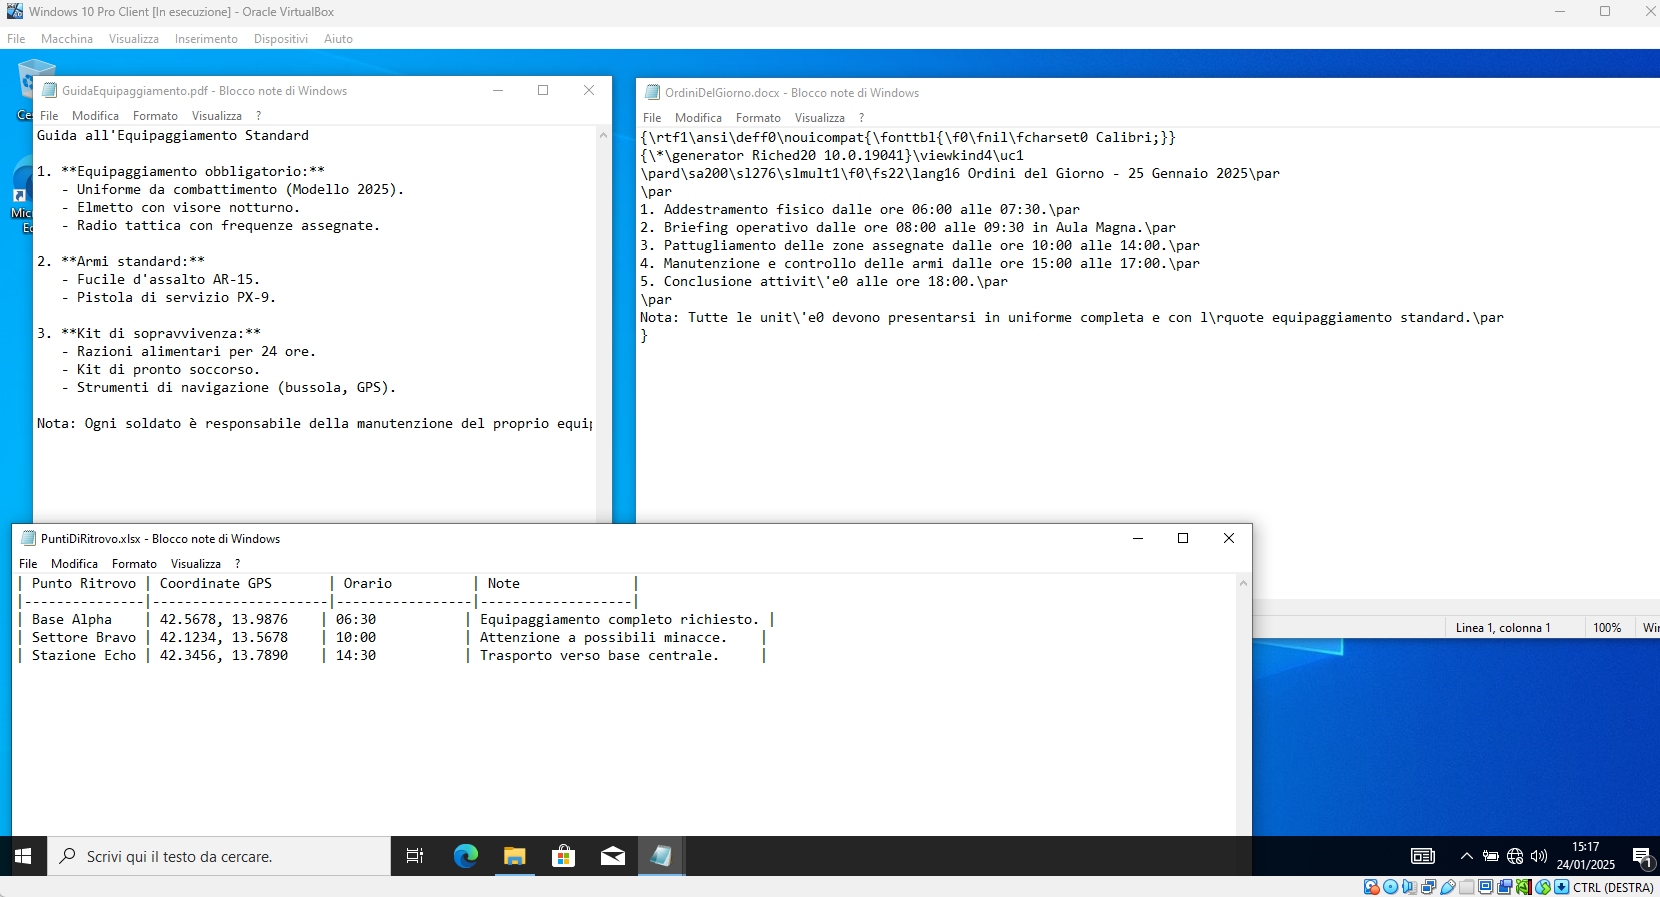 Windows 10 Pro Client [In esecuzione] - Oracle VirtualBox
File Macchina Visualizza Inserimento Dispositivi Aiuto
GuidaEquipaggiamento.pdf - Blocco note di Windows
File Modifica Formato Visualizza ?
Guida all'Equipaggiamento Standard
1. **Equipaggiamento obbligatorio:**
- Uniforme da combattimento (Modello 2025).
- Elmetto con visore notturno.
- Radio tattica con frequenze assegnate.
2. **Armi standard:**
- Fucile d'assalto AR-15.
- Pistola di servizio PX-9.
3. **Kit di sopravvivenza:**
- Razioni alimentari per 24 ore.
- Kit di pronto soccorso.
- Strumenti di navigazione (bussola, GPS).
Nota: Ogni soldato è responsabile della manutenzione del proprio equip
OrdiniDelGiorno.docx - Blocco note di Windows
File Modifica Formato Visualizza ?
{\rtf1\ansi\deff0\nouicompat{\fonttbl{\f0\fnil\fcharset0 Calibri;}}
{\*\generator Riched20 10.0.19041}\viewkind4\uc1
\pard\sa200\sl276\slmult1\f0\fs22\lang16 Ordini del Giorno - 25 Gennaio 2025\par
\par
1. Addestramento fisico dalle ore 06:00 alle 07:30.\par
2. Briefing operativo dalle ore 08:00 alle 09:30 in Aula Magna.\par
3. Pattugliamento delle zone assegnate dalle ore 10:00 alle 14:00.\par
4. Manutenzione e controllo delle armi dalle ore 15:00 alle 17:00.\par
5. Conclusione attivit\'e0 alle ore 18:00.\par
\par
Nota: Tutte le unit\'e0 devono presentarsi in uniforme completa e con l\rquote equipaggiamento standard.\par
}
Linea 1, colonna 1 100% Wi
PuntiDiRitrovo.xlsx - Blocco note di Windows
File Modifica Formato Visualizza ?
| Punto Ritrovo | Coordinate GPS | Orario | Note |
|---------------|----------------------|----------------|-------------------|
| Base Alpha | 42.5678, 13.9876 | 06:30 | Equipaggiamento completo richiesto. |
| Settore Bravo | 42.1234, 13.5678 | 10:00 | Attenzione a possibili minacce. |
| Stazione Echo | 42.3456, 13.7890 | 14:30 | Trasporto verso base centrale. |
Ce
Mic
Ec
Scrivi qui il testo da cercare.
15:17
24/01/2025
1
CTRL (DESTRA)